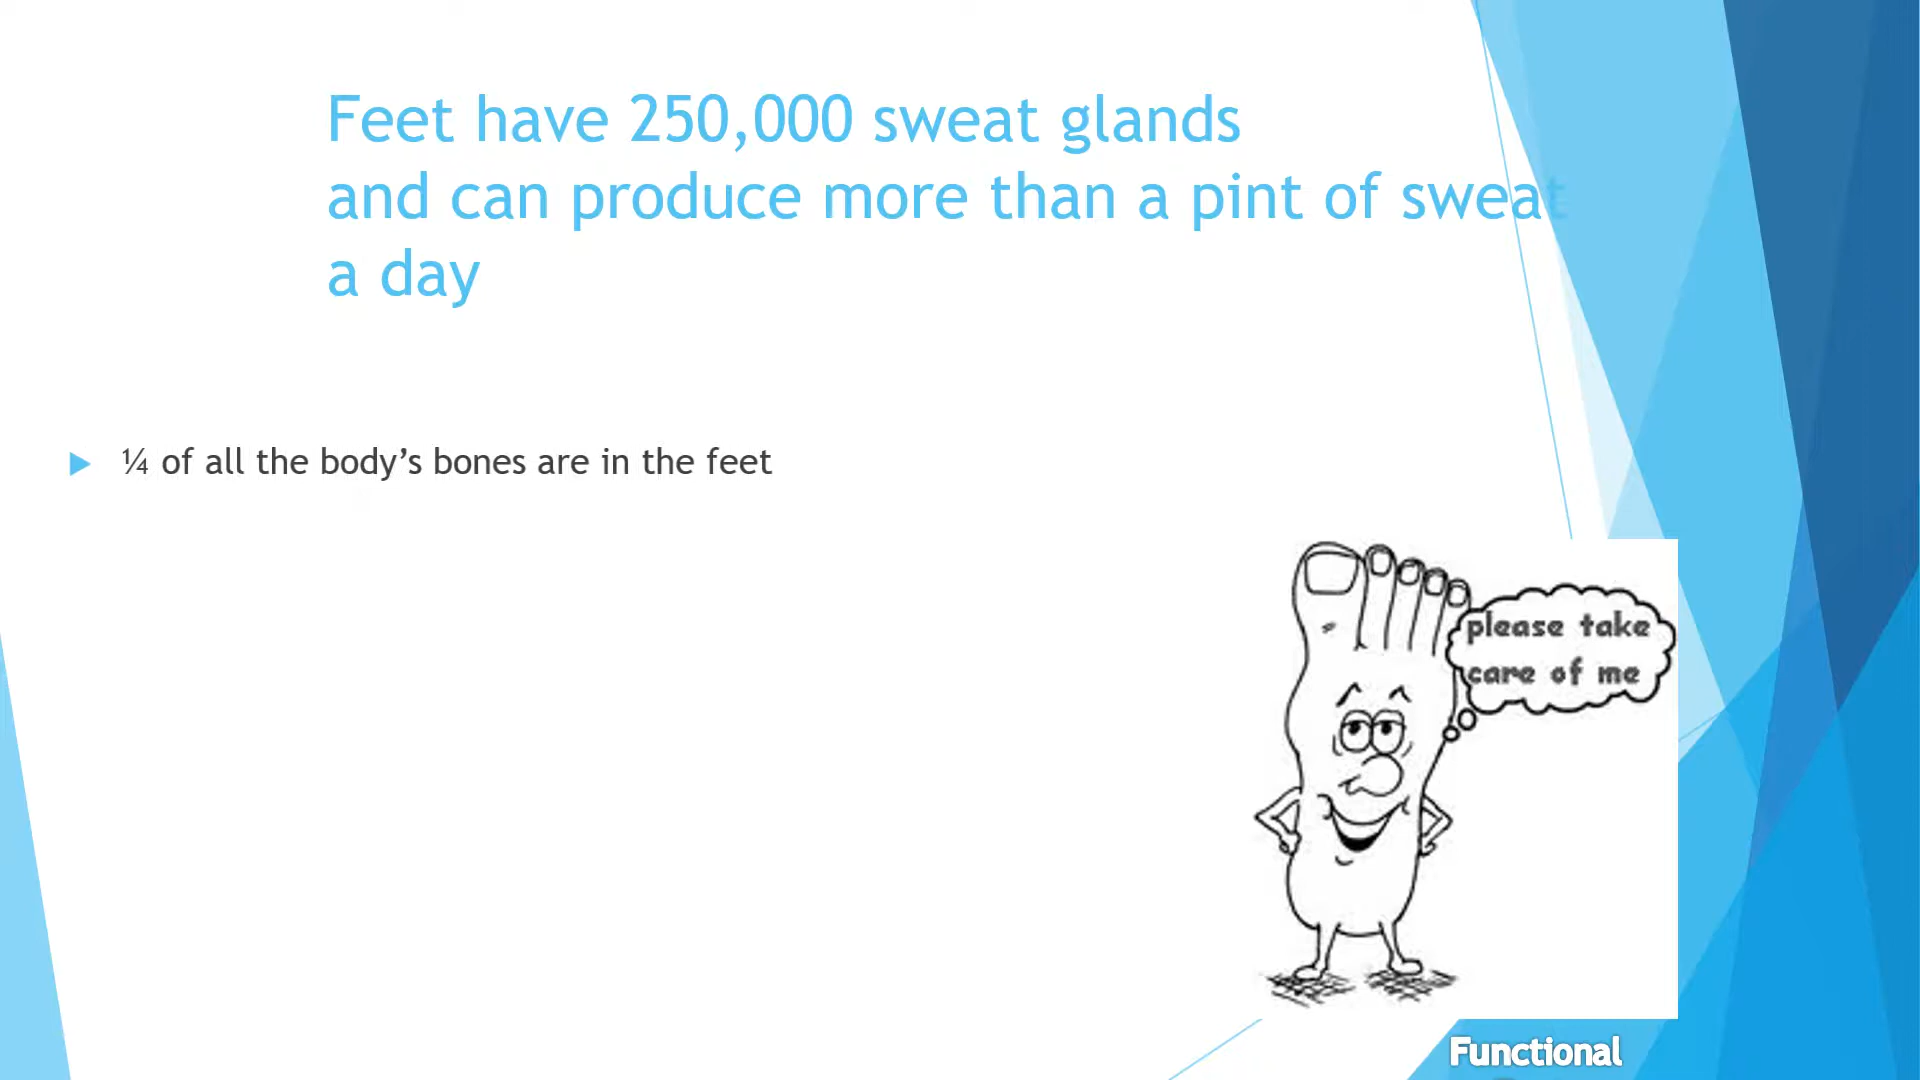 Feet have 250,000 sweat glands
and can produce more than a pint of sweat
a day
¼ of all the body’s bones are in the feet
please take
care of me
Functional